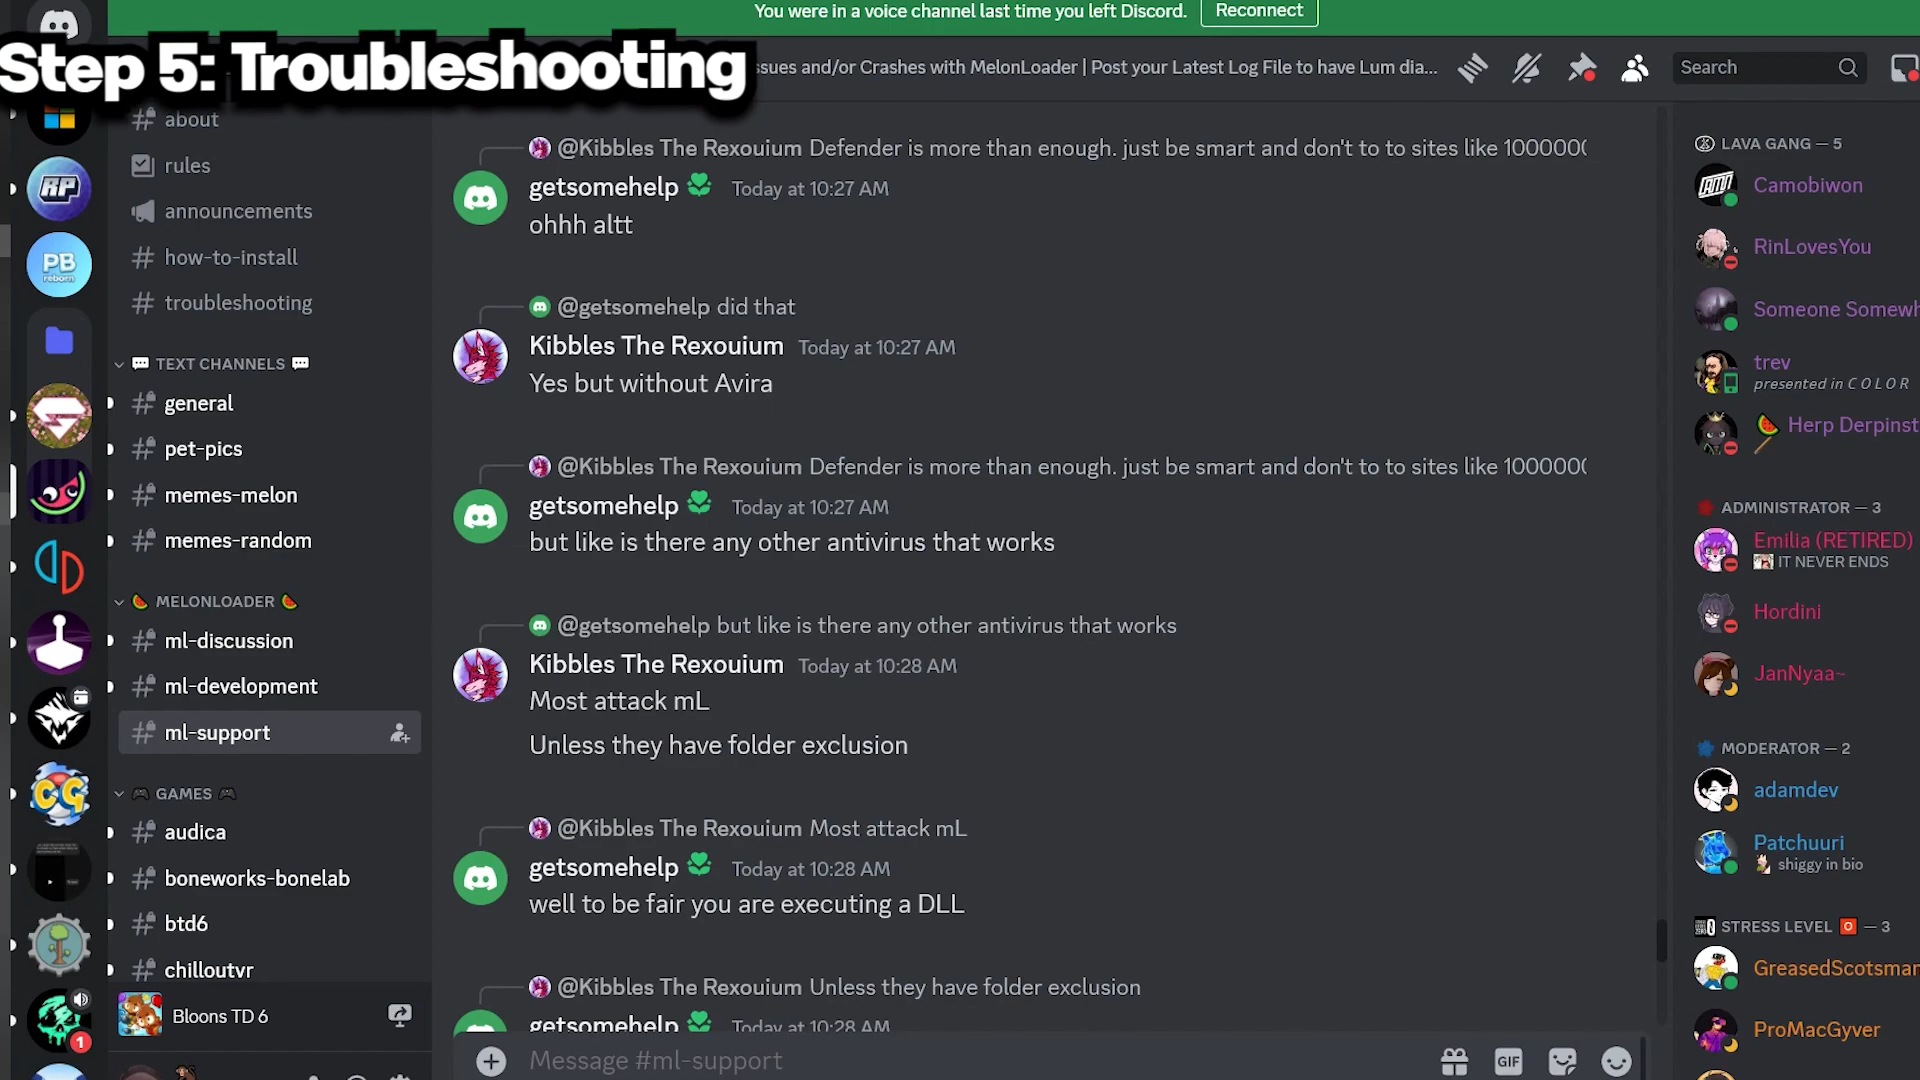 You were in a voice channel last time you left Discord.
Reconnect
Step 5: Troubleshooting
ssues and/or Crashes with MelonLoader | Post your Latest Log File to have Lum dia...
Search
RP
PB
reborn
CG
1
about
rules
announcements
how-to-install
troubleshooting
TEXT CHANNELS
general
pet-pics
memes-melon
memes-random
MELONLOADER
ml-discussion
ml-development
ml-support
GAMES
audica
boneworks-bonelab
btd6
chilloutvr
Bloons TD 6
@Kibbles The Rexouium Defender is more than enough. just be smart and don't to to sites like 1000000
getsomehelp Today at 10:27 AM
ohhh altt
@getsomehelp did that
Kibbles The Rexouium Today at 10:27 AM
Yes but without Avira
@Kibbles The Rexouium Defender is more than enough. just be smart and don't to to sites like 1000000
getsomehelp Today at 10:27 AM
but like is there any other antivirus that works
@getsomehelp but like is there any other antivirus that works
Kibbles The Rexouium Today at 10:28 AM
Most attack mL
Unless they have folder exclusion
@Kibbles The Rexouium Most attack mL
getsomehelp Today at 10:28 AM
well to be fair you are executing a DLL
@Kibbles The Rexouium Unless they have folder exclusion
getsomehelp Today at 10:28 AM
Message #ml-support
GIF
LAVA GANG — 5
Camobiwon
RinLovesYou
Someone Somewh
trev
presented in C O L O R
Herp Derpinst
ADMINISTRATOR — 3
Emilia (RETIRED)
IT NEVER ENDS
Hordini
JanNyaa~
MODERATOR — 2
adamdev
Patchuuri
shiggy in bio
STRESS LEVEL 0 — 3
GreasedScotsman
ProMacGyver